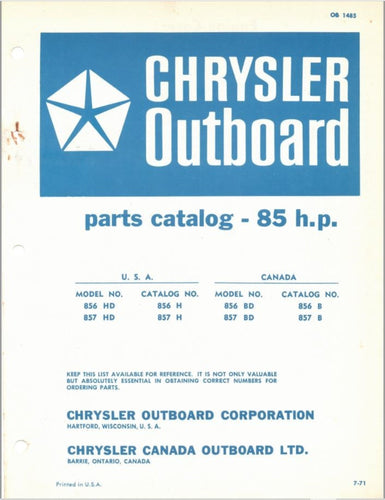 OB 1485
CHRYSLER
Outboard
parts catalog - 85 h.p.
U. S. A. CANADA
MODEL NO. CATALOG NO. MODEL NO. CATALOG NO.
856 HD 856 H 856 BD 856 B
857 HD 857 H 857 BD 857 B
KEEP THIS LIST AVAILABLE FOR REFERENCE. IT IS NOT ONLY VALUABLE
BUT ABSOLUTELY ESSENTIAL IN OBTAINING CORRECT NUMBERS FOR
ORDERING PARTS.
CHRYSLER OUTBOARD CORPORATION
HARTFORD, WISCONSIN, U. S. A.
CHRYSLER CANADA OUTBOARD LTD.
BARRIE, ONTARIO, CANADA
Printed in U.S.A. 7-71